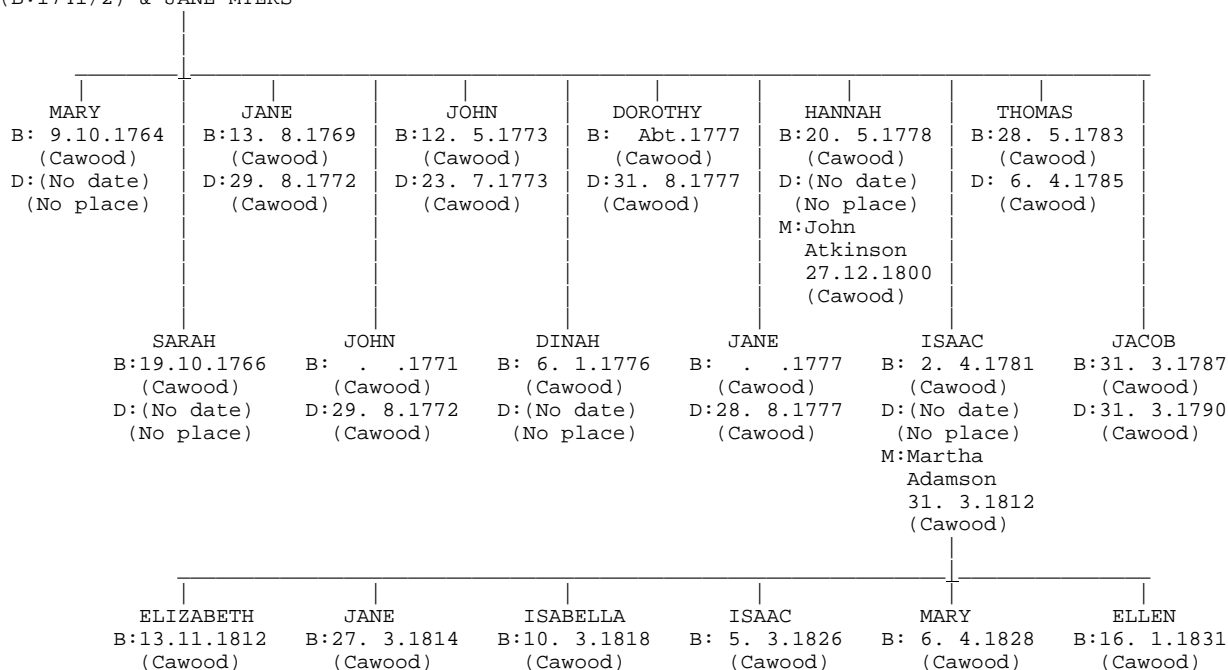 MARY JANE JOHN DOROTHY HANNAH THOMAS
B: 9.10.1764 B:13. 8.1769 B:12. 5.1773 B: Abt.1777 B:20. 5.1778 B:28. 5.1783
(Cawood) (Cawood) (Cawood) (Cawood) (Cawood) (Cawood)
D:(No date) D:29. 8.1772 D:23. 7.1773 D:31. 8.1777 D:(No date) D: 6. 4.1785
(No place) (Cawood) (Cawood) (Cawood) (No place) (Cawood)
M:John
Atkinson
27.12.1800
(Cawood)
SARAH JOHN DINAH JANE ISAAC JACOB
B:19.10.1766 B: . .1771 B: 6. 1.1776 B: . .1777 B: 2. 4.1781 B:31. 3.1787
(Cawood) (Cawood) (Cawood) (Cawood) (Cawood) (Cawood)
D:(No date) D:29. 8.1772 D:(No date) D:28. 8.1777 D:(No date) D:31. 3.1790
(No place) (Cawood) (No place) (Cawood) (No place) (Cawood)
M:Martha
Adamson
31. 3.1812
(Cawood)
ELIZABETH JANE ISABELLA ISAAC MARY ELLEN
B:13.11.1812 B:27. 3.1814 B:10. 3.1818 B: 5. 3.1826 B: 6. 4.1828 B:16. 1.1831
(Cawood) (Cawood) (Cawood) (Cawood) (Cawood) (Cawood)